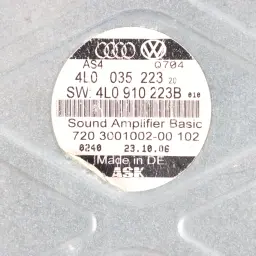 AS4 0704
4L0 035 223 2C
SW: 4L0 910 223B 010
Sound Amplifier Basic
720 3001002-00 102
0240 23.10.06
Made in DE
ASK